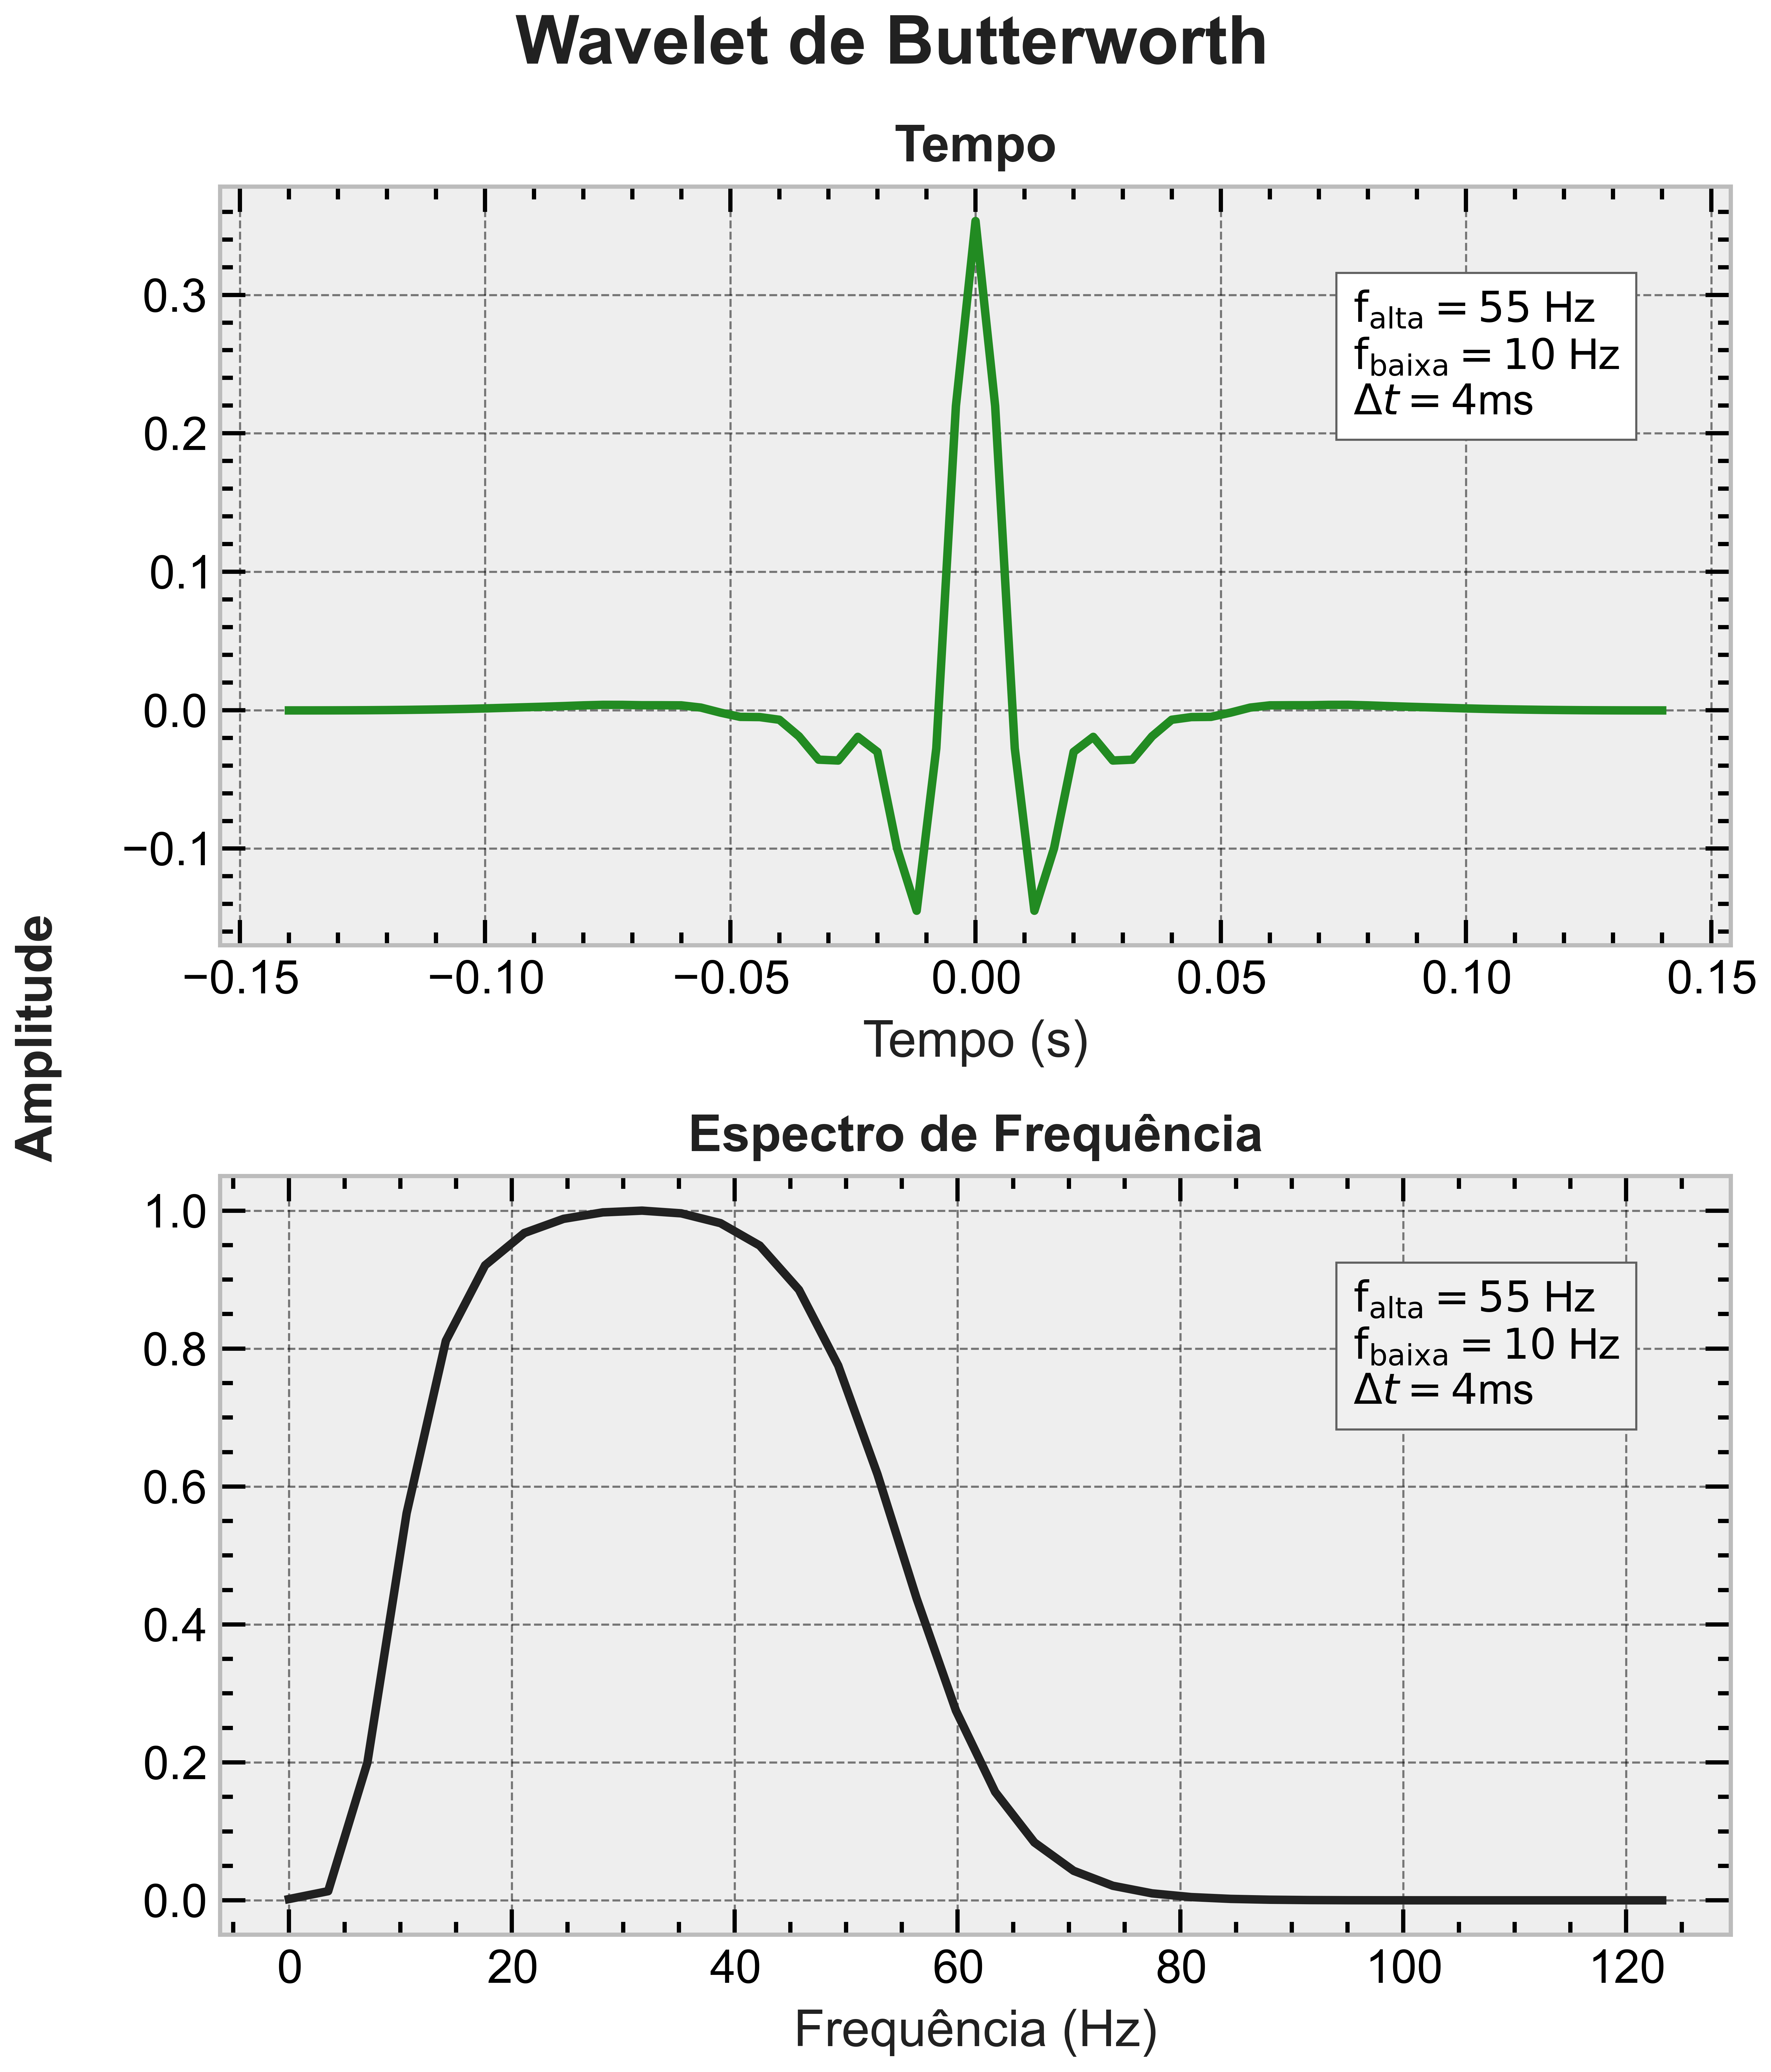 Wavelet de Butterworth
Tempo
0.3
0.2
0.1
0.0
−0.1
f_alta = 55 Hz
f_baixa = 10 Hz
Δt = 4ms
−0.15 −0.10 −0.05 0.00 0.05 0.10 0.15
Tempo (s)
Amplitude
Espectro de Frequência
1.0
0.8
0.6
0.4
0.2
0.0
f_alta = 55 Hz
f_baixa = 10 Hz
Δt = 4ms
0 20 40 60 80 100 120
Frequência (Hz)